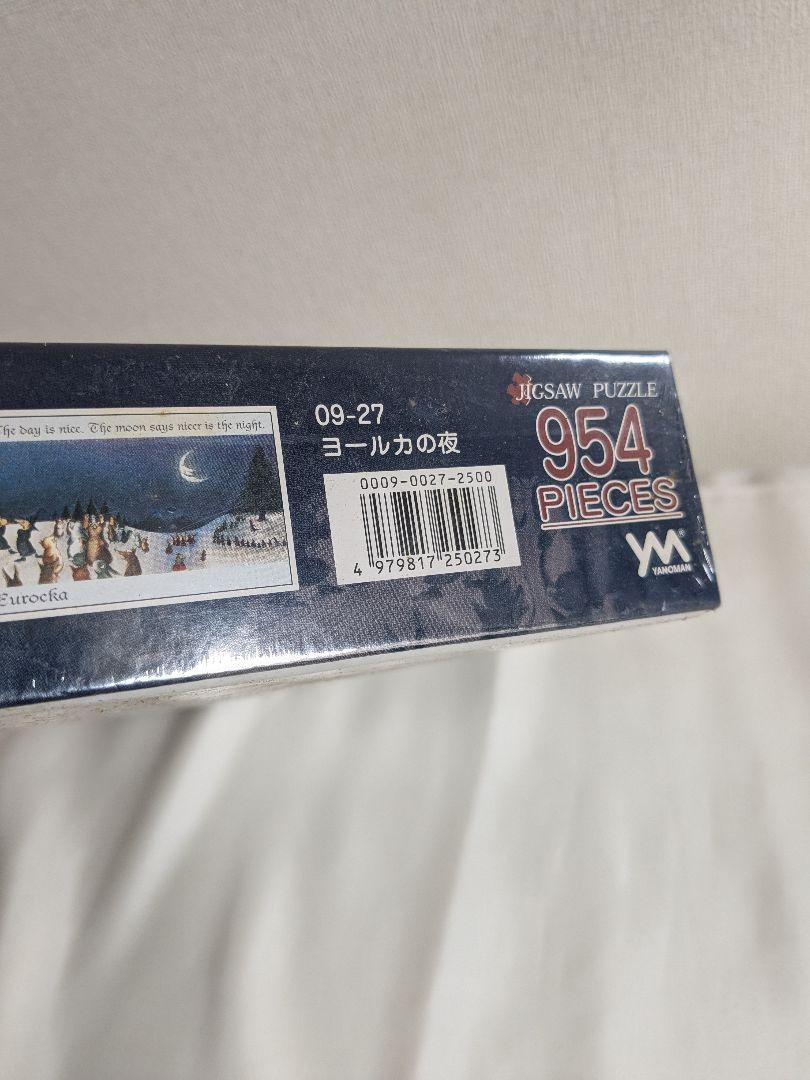 The day is nice. The moon says nicer is the night.
Eurocka
09-27
ヨールカの夜
0009-0027-2500
4 979817 250273
JIGSAW PUZZLE
954
PIECES
YM®
YANOMAN